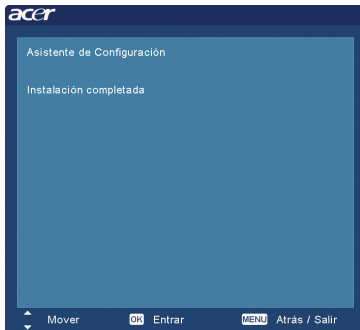 acer
Asistente de Configuración
Instalación completada
Mover OK Entrar MENU Atrás / Salir